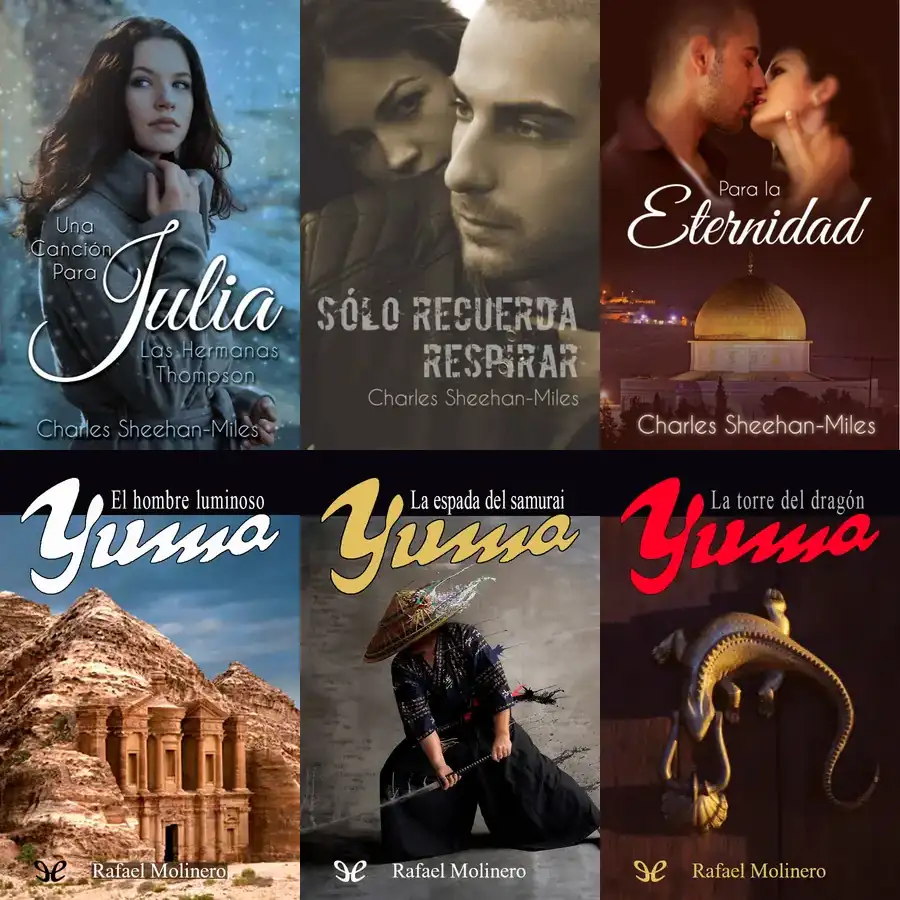 Una
Canción
Para
Julia
Las Hermanas
Thompson
Charles Sheehan-Miles
SÓLO RECUERDA
RESPIRAR
Charles Sheehan-Miles
Para la
Eternidad
Charles Sheehan-Miles
El hombre luminoso
Yuma
Rafael Molinero
La espada del samurai
Yuma
Rafael Molinero
La torre del dragón
Yuma
Rafael Molinero